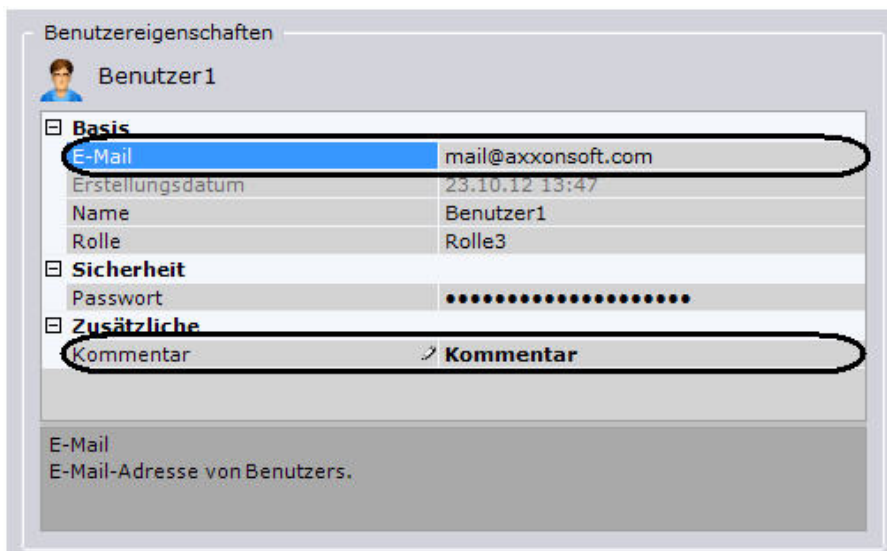 Benutzereigenschaften
Benutzer1
Basis
E-Mail mail@axxonsoft.com
Erstellungsdatum 23.10.12 13:47
Name Benutzer1
Rolle Rolle3
Sicherheit
Passwort ●●●●●●●●●●●●●●●●●●●●
Zusätzliche
Kommentar Kommentar
E-Mail
E-Mail-Adresse von Benutzers.